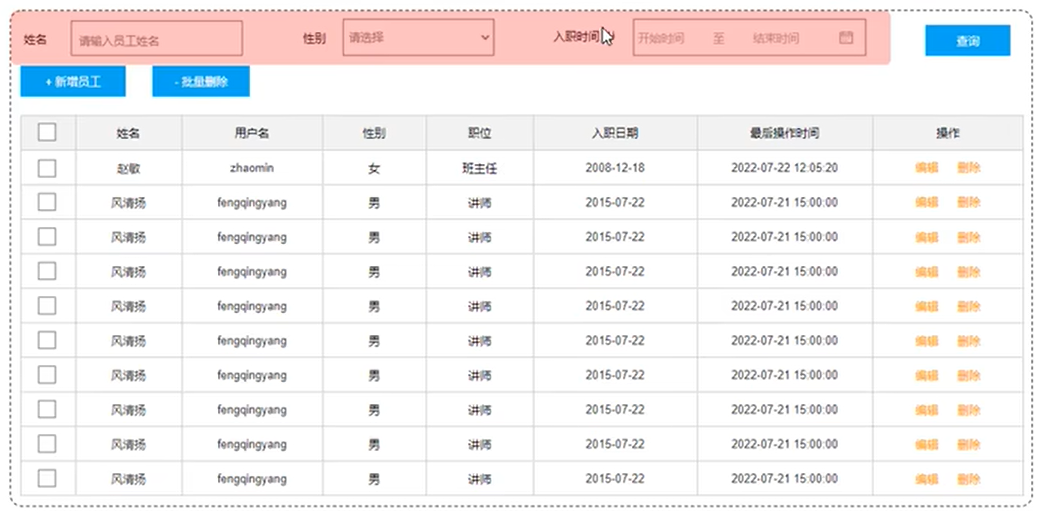 姓名 请输入员工姓名 性别 请选择 入职时间 开始时间 至 结束时间 查询
+ 新增员工 - 批量删除
姓名 用户名 性别 职位 入职日期 最后操作时间 操作
赵敏 zhaomin 女 班主任 2008-12-18 2022-07-22 12:05:20 编辑 删除
风清扬 fengqingyang 男 讲师 2015-07-22 2022-07-21 15:00:00 编辑 删除
风清扬 fengqingyang 男 讲师 2015-07-22 2022-07-21 15:00:00 编辑 删除
风清扬 fengqingyang 男 讲师 2015-07-22 2022-07-21 15:00:00 编辑 删除
风清扬 fengqingyang 男 讲师 2015-07-22 2022-07-21 15:00:00 编辑 删除
风清扬 fengqingyang 男 讲师 2015-07-22 2022-07-21 15:00:00 编辑 删除
风清扬 fengqingyang 男 讲师 2015-07-22 2022-07-21 15:00:00 编辑 删除
风清扬 fengqingyang 男 讲师 2015-07-22 2022-07-21 15:00:00 编辑 删除
风清扬 fengqingyang 男 讲师 2015-07-22 2022-07-21 15:00:00 编辑 删除
风清扬 fengqingyang 男 讲师 2015-07-22 2022-07-21 15:00:00 编辑 删除